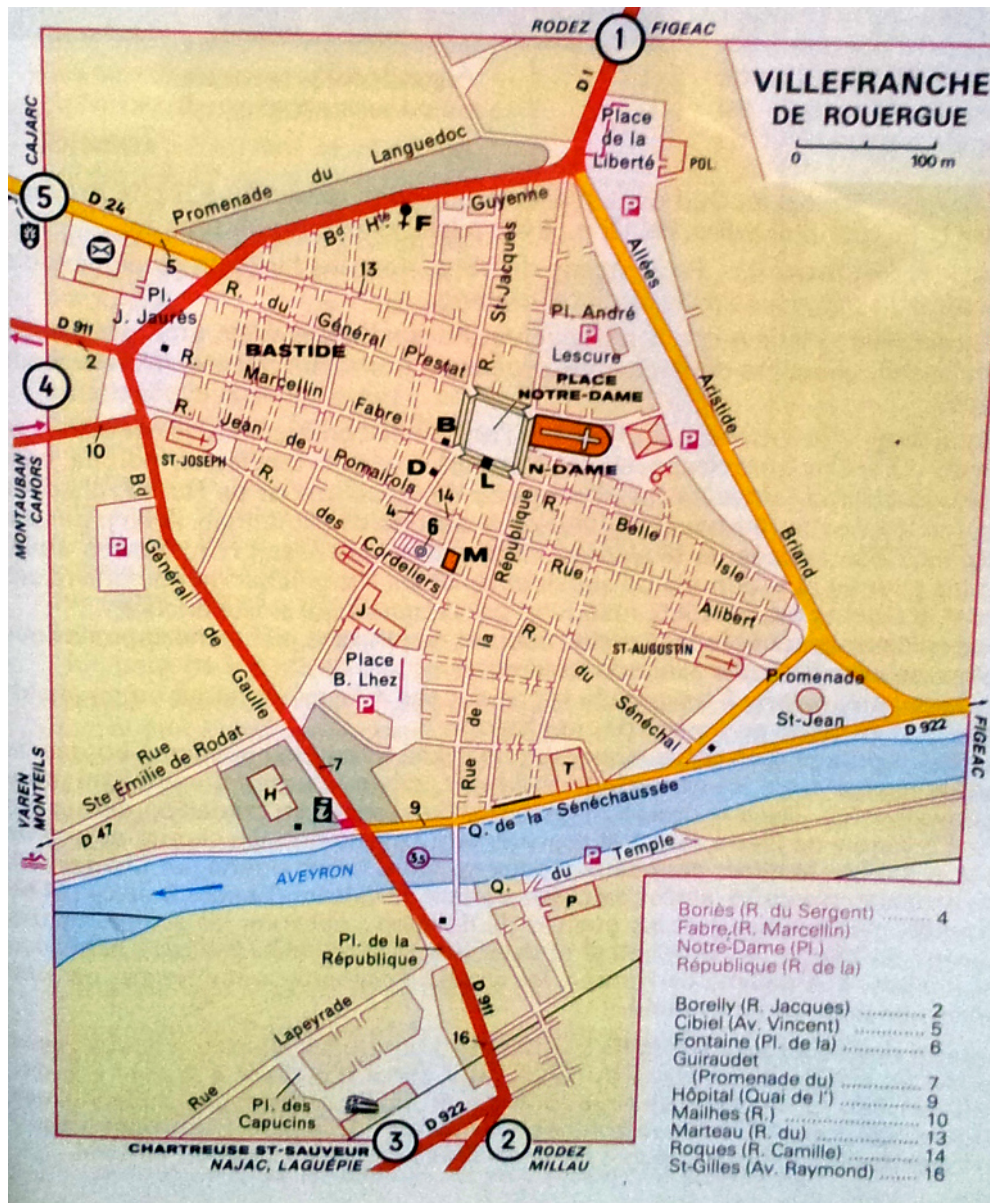 RODEZ
1
FIGEAC
VILLEFRANCHE
DE ROUERGUE
0 100 m
D 1
Place
de la
Liberté
POL.
P
CAJARC
5
D 24
Promenade du Languedoc
Guyenne
Bd Hte
F
5
13
Pl.
J. Jaurès
R. du Général Prestat
St-Jacques
R.
Allées Aristide Briand
Pl. André
P
Lescure
D 911
2
4
BASTIDE
R. Marcellin Fabre
PLACE
NOTRE-DAME
B
N-DAME
P
R. Jean de Pomairols
D
L
10
ST-JOSEPH
MONTAUBAN
CAHORS
R. des Cordeliers
4
14
6
M
R. Belle Isle
Rue Alibert
Rue de la République
P
Bd Général de Gaulle
J
R. du Sénéchal
ST-AUGUSTIN
Place
B. Lhez
P
Promenade
St-Jean
D 922
FIGEAC
Rue
Ste Émilie de Rodat
VAREN
MONTEILS
D 47
H
7
i
9
T
Q. de la Sénéchaussée
AVEYRON
3,5
P
Q. du Temple
P
Pl. de la
République
D 911
Rue Lapeyrade
16
Pl. des
Capucins
D 922
3
2
CHARTREUSE ST-SAUVEUR
NAJAC, LAGUÉPIE
RODEZ
MILLAU
Boriès (R. du Sergent) ...... 4
Fabre (R. Marcellin)
Notre-Dame (Pl.)
République (R. de la)
Borelly (R. Jacques) ........... 2
Cibiel (Av. Vincent) ............ 5
Fontaine (Pl. de la) ............ 6
Guiraudet
(Promenade du) ............ 7
Hôpital (Quai de l') ............ 9
Mailhes (R.) ..................... 10
Marteau (R. du) ............... 13
Roques (R. Camille) ......... 14
St-Gilles (Av. Raymond) ... 16